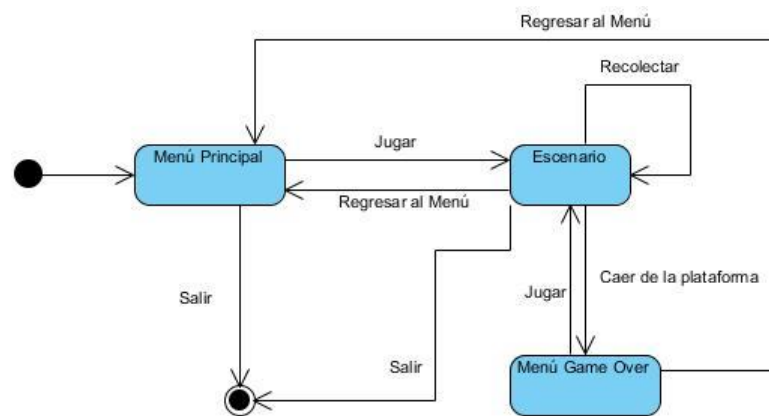 Regresar al Menú
Recolectar
Jugar
Menú Principal
Escenario
Regresar al Menú
Caer de la plataforma
Jugar
Salir
Salir
Menú Game Over